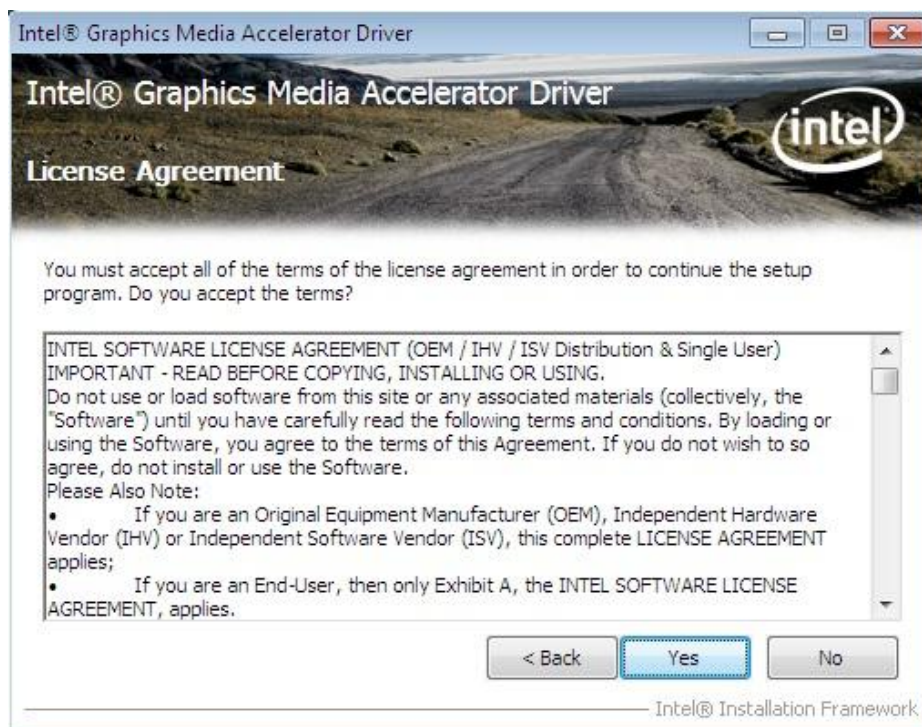 Intel® Graphics Media Accelerator Driver
Intel® Graphics Media Accelerator Driver
intel
License Agreement
You must accept all of the terms of the license agreement in order to continue the setup
program. Do you accept the terms?
INTEL SOFTWARE LICENSE AGREEMENT (OEM / IHV / ISV Distribution & Single User)
IMPORTANT - READ BEFORE COPYING, INSTALLING OR USING.
Do not use or load software from this site or any associated materials (collectively, the
"Software") until you have carefully read the following terms and conditions. By loading or
using the Software, you agree to the terms of this Agreement. If you do not wish to so
agree, do not install or use the Software.
Please Also Note:
• If you are an Original Equipment Manufacturer (OEM), Independent Hardware
Vendor (IHV) or Independent Software Vendor (ISV), this complete LICENSE AGREEMENT
applies;
• If you are an End-User, then only Exhibit A, the INTEL SOFTWARE LICENSE
AGREEMENT, applies.
< Back Yes No
Intel® Installation Framework